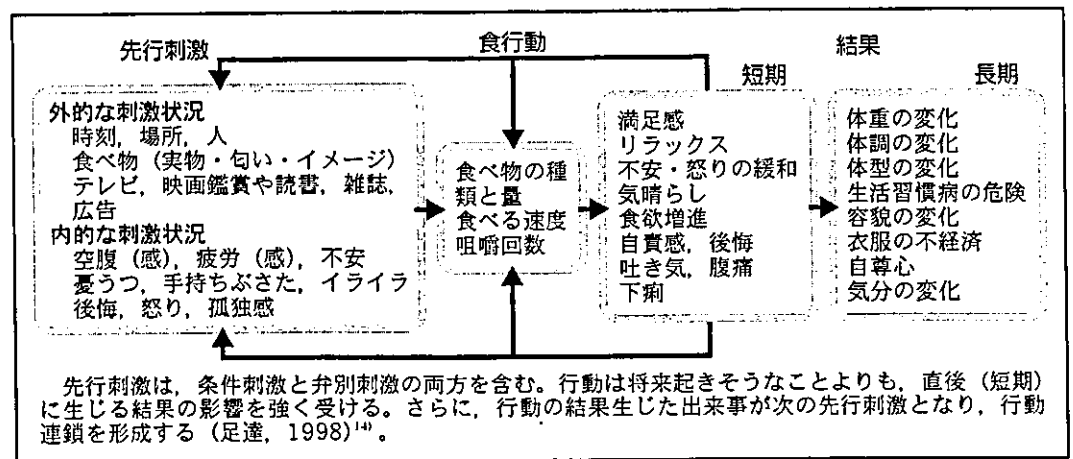 先行刺激
食行動
結果
短期
長期
外的な刺激状況
時刻，場所，人
食べ物（実物・匂い・イメージ）
テレビ，映画鑑賞や読書，雑誌，
広告
内的な刺激状況
空腹（感），疲労（感），不安
憂うつ，手持ちぶさた，イライラ
後悔，怒り，孤独感
食べ物の種
類と量
食べる速度
咀嚼回数
満足感
リラックス
不安・怒りの緩和
気晴らし
食欲増進
自責感，後悔
吐き気，腹痛
下痢
体重の変化
体調の変化
体型の変化
生活習慣病の危険
容貌の変化
衣服の不経済
自尊心
気分の変化
先行刺激は，条件刺激と弁別刺激の両方を含む。行動は将来起きそうなことよりも，直後（短期）
に生じる結果の影響を強く受ける。さらに，行動の結果生じた出来事が次の先行刺激となり，行動
連鎖を形成する（足達，1998）¹⁴⁾。